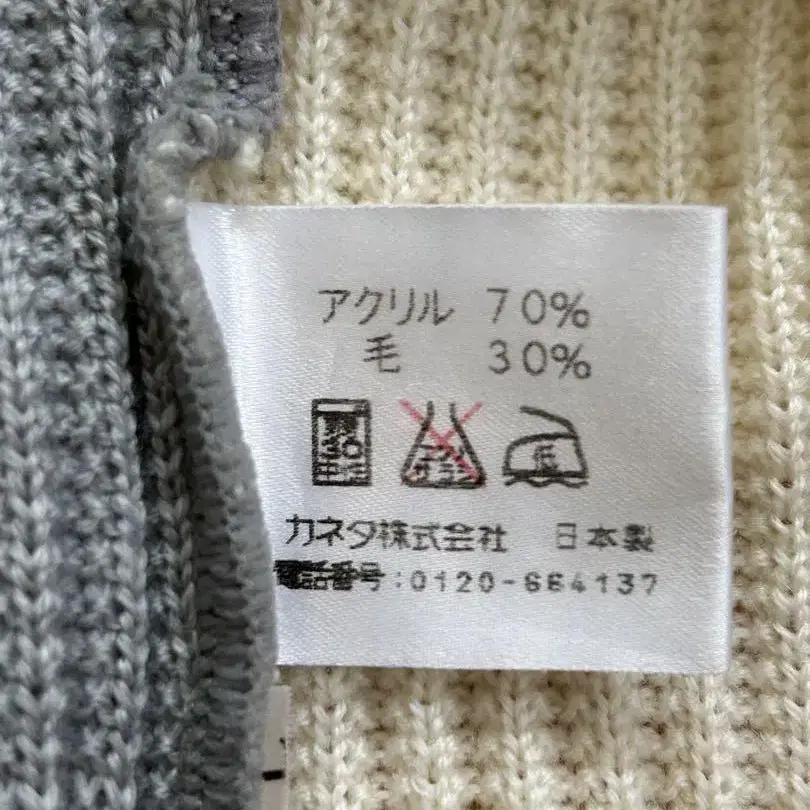 アクリル 70%
毛 30%
カネタ株式会社 日本製
電話番号:0120-664137